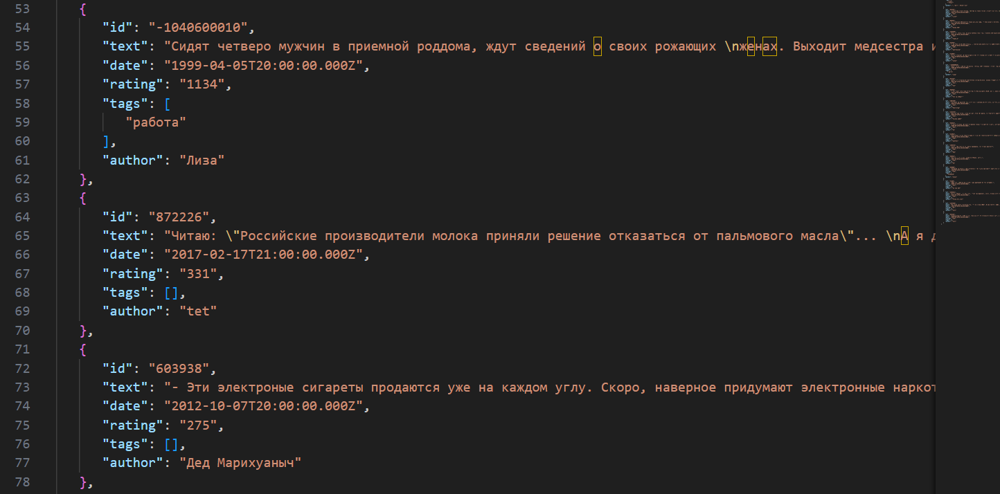 53 {
54 "id": "-1040600010",
55 "text": "Сидят четверо мужчин в приемной роддома, ждут сведений о своих рожающих \nженах. Выходит медсестра и
56 "date": "1999-04-05T20:00:00.000Z",
57 "rating": "1134",
58 "tags": [
59 "работа"
60 ],
61 "author": "Лиза"
62 },
63 {
64 "id": "872226",
65 "text": "Читаю: \"Российские производители молока приняли решение отказаться от пальмового масла\"... \nА я д
66 "date": "2017-02-17T21:00:00.000Z",
67 "rating": "331",
68 "tags": [],
69 "author": "tet"
70 },
71 {
72 "id": "603938",
73 "text": "- Эти электроные сигареты продаются уже на каждом углу. Скоро, наверное придумают электронные наркот
74 "date": "2012-10-07T20:00:00.000Z",
75 "rating": "275",
76 "tags": [],
77 "author": "Дед Марихуаныч"
78 },